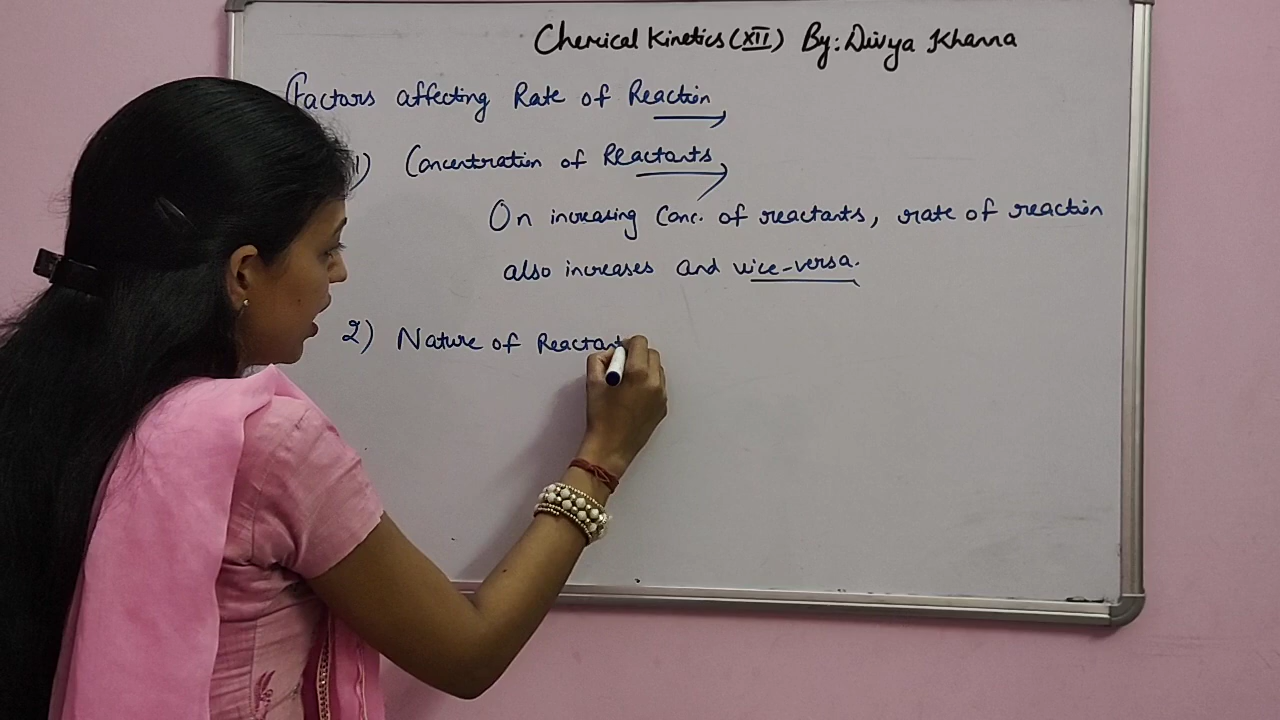 Chemical Kinetics (XII) By: Divya Khanna
Factors affecting Rate of Reaction
1) Concentration of Reactants
On increasing Conc. of reactants, rate of reaction
also increases and vice-versa.
2) Nature of Reactant